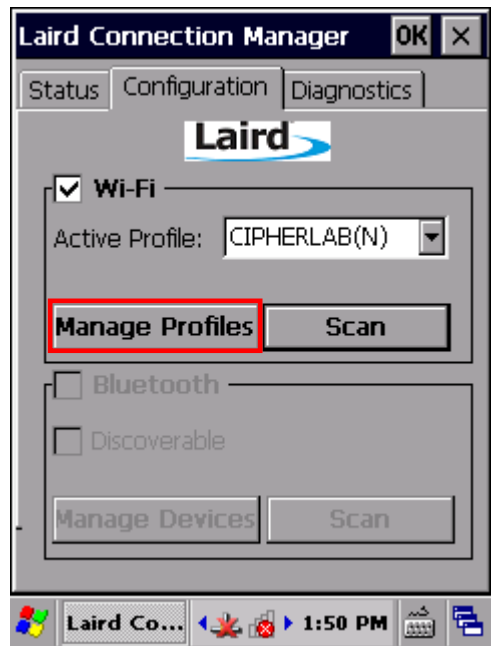 Laird Connection Manager OK ×
Status Configuration Diagnostics
Laird
Wi-Fi
Active Profile: CIPHERLAB(N)
Manage Profiles Scan
Bluetooth
Discoverable
Manage Devices Scan
Laird Co... 1:50 PM